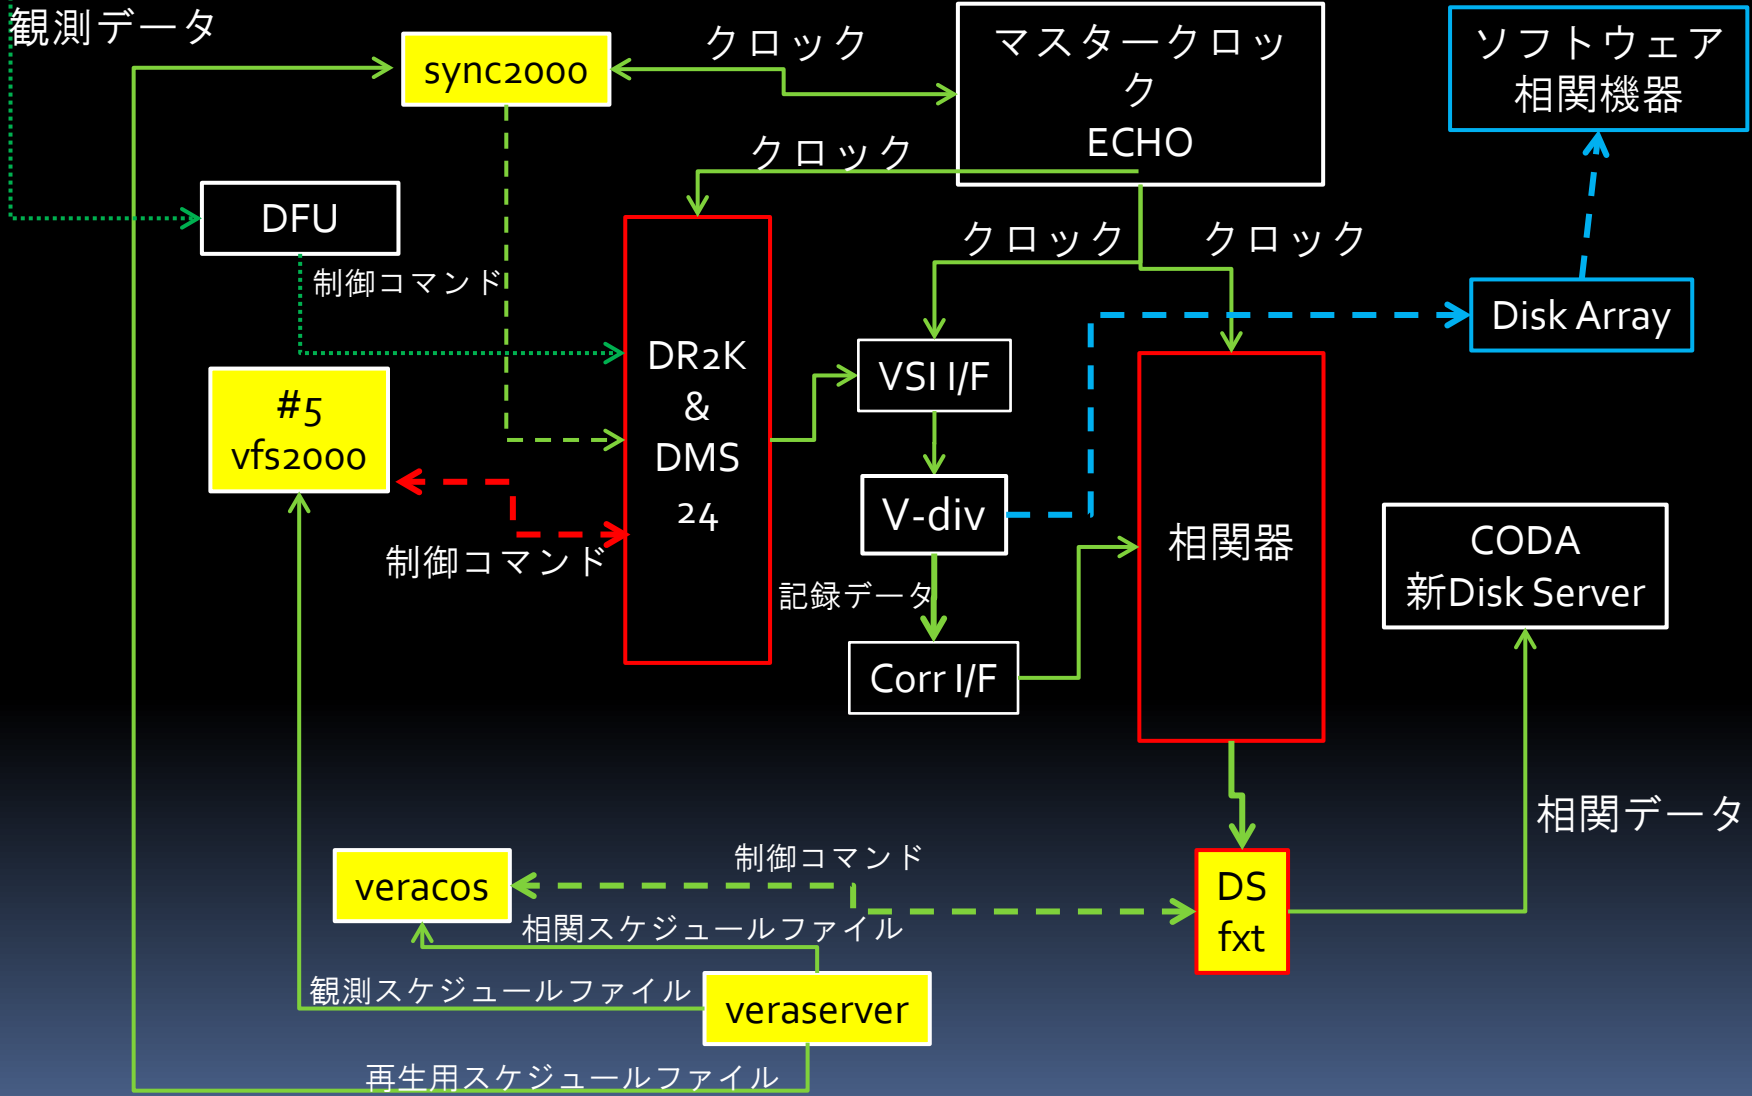 観測データ
sync2000
クロック
マスタークロッ
ク
ECHO
ソフトウェア
相関機器
クロック
DFU
制御コマンド
クロック
クロック
Disk Array
DR2K
&
DMS
24
VSI I/F
#5
vfs2000
V-div
相関器
CODA
新Disk Server
制御コマンド
記録データ
Corr I/F
相関データ
制御コマンド
veracos
DS
fxt
相関スケジュールファイル
観測スケジュールファイル
veraserver
再生用スケジュールファイル